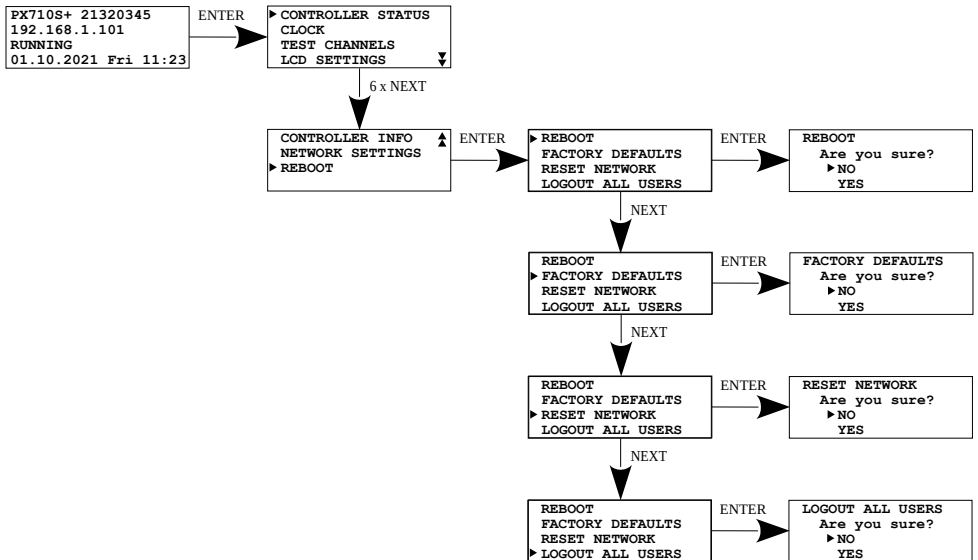 PX710S+ 21320345
192.168.1.101
RUNNING
01.10.2021 Fri 11:23
ENTER
CONTROLLER STATUS
CLOCK
TEST CHANNELS
LCD SETTINGS
6 x NEXT
CONTROLLER INFO
NETWORK SETTINGS
REBOOT
ENTER
REBOOT
FACTORY DEFAULTS
RESET NETWORK
LOGOUT ALL USERS
ENTER
REBOOT
Are you sure?
NO
YES
NEXT
REBOOT
FACTORY DEFAULTS
RESET NETWORK
LOGOUT ALL USERS
ENTER
FACTORY DEFAULTS
Are you sure?
NO
YES
NEXT
REBOOT
FACTORY DEFAULTS
RESET NETWORK
LOGOUT ALL USERS
ENTER
RESET NETWORK
Are you sure?
NO
YES
NEXT
REBOOT
FACTORY DEFAULTS
RESET NETWORK
LOGOUT ALL USERS
ENTER
LOGOUT ALL USERS
Are you sure?
NO
YES